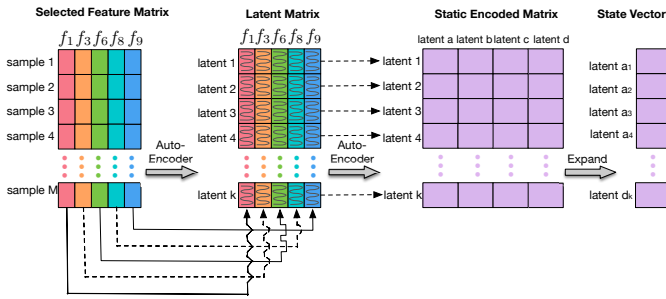 Selected Feature Matrix
Latent Matrix
Static Encoded Matrix
State Vector
f1 f3 f6 f8 f9
f1 f3 f6 f8 f9
latent a latent b latent c latent d
sample 1
sample 2
sample 3
sample 4
sample M
Auto-
Encoder
latent 1
latent 2
latent 3
latent 4
latent k
Auto-
Encoder
latent 1
latent 2
latent 3
latent 4
latent k
Expand
latent a1
latent a2
latent a3
latent a4
latent dk